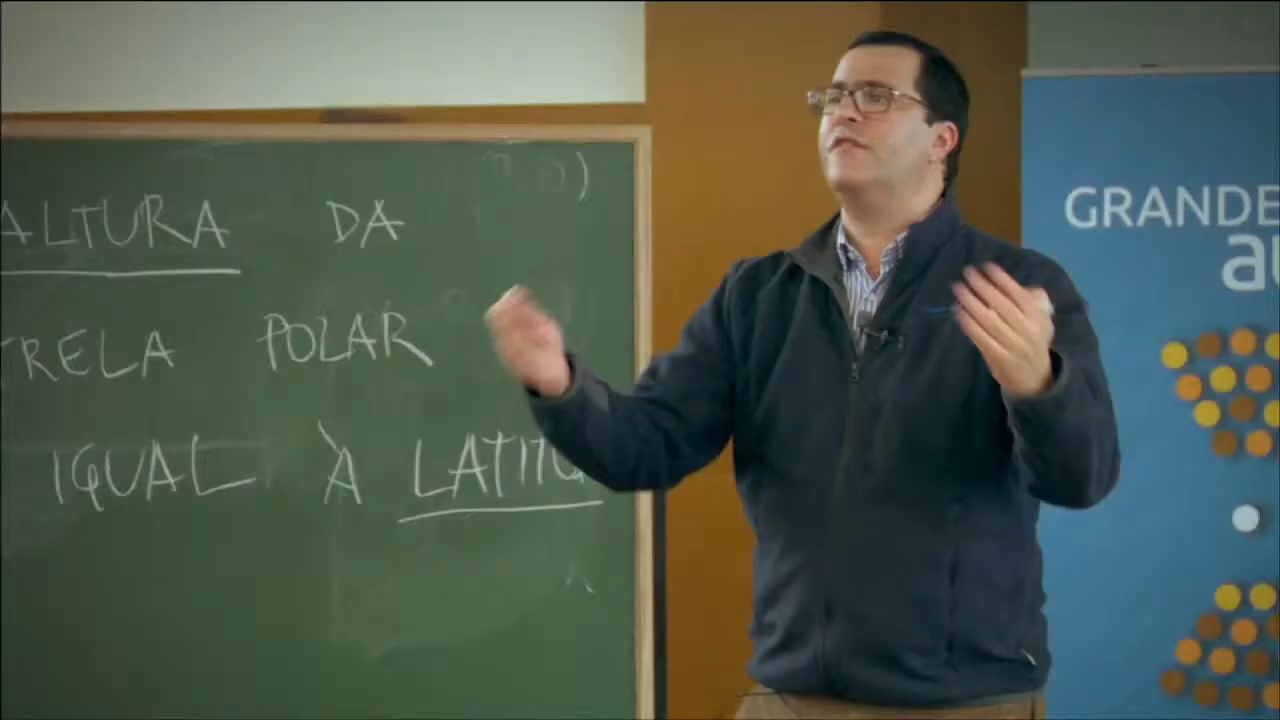 ALTURA DA
TRELA POLAR
IGUAL À LATITU
GRANDE
au